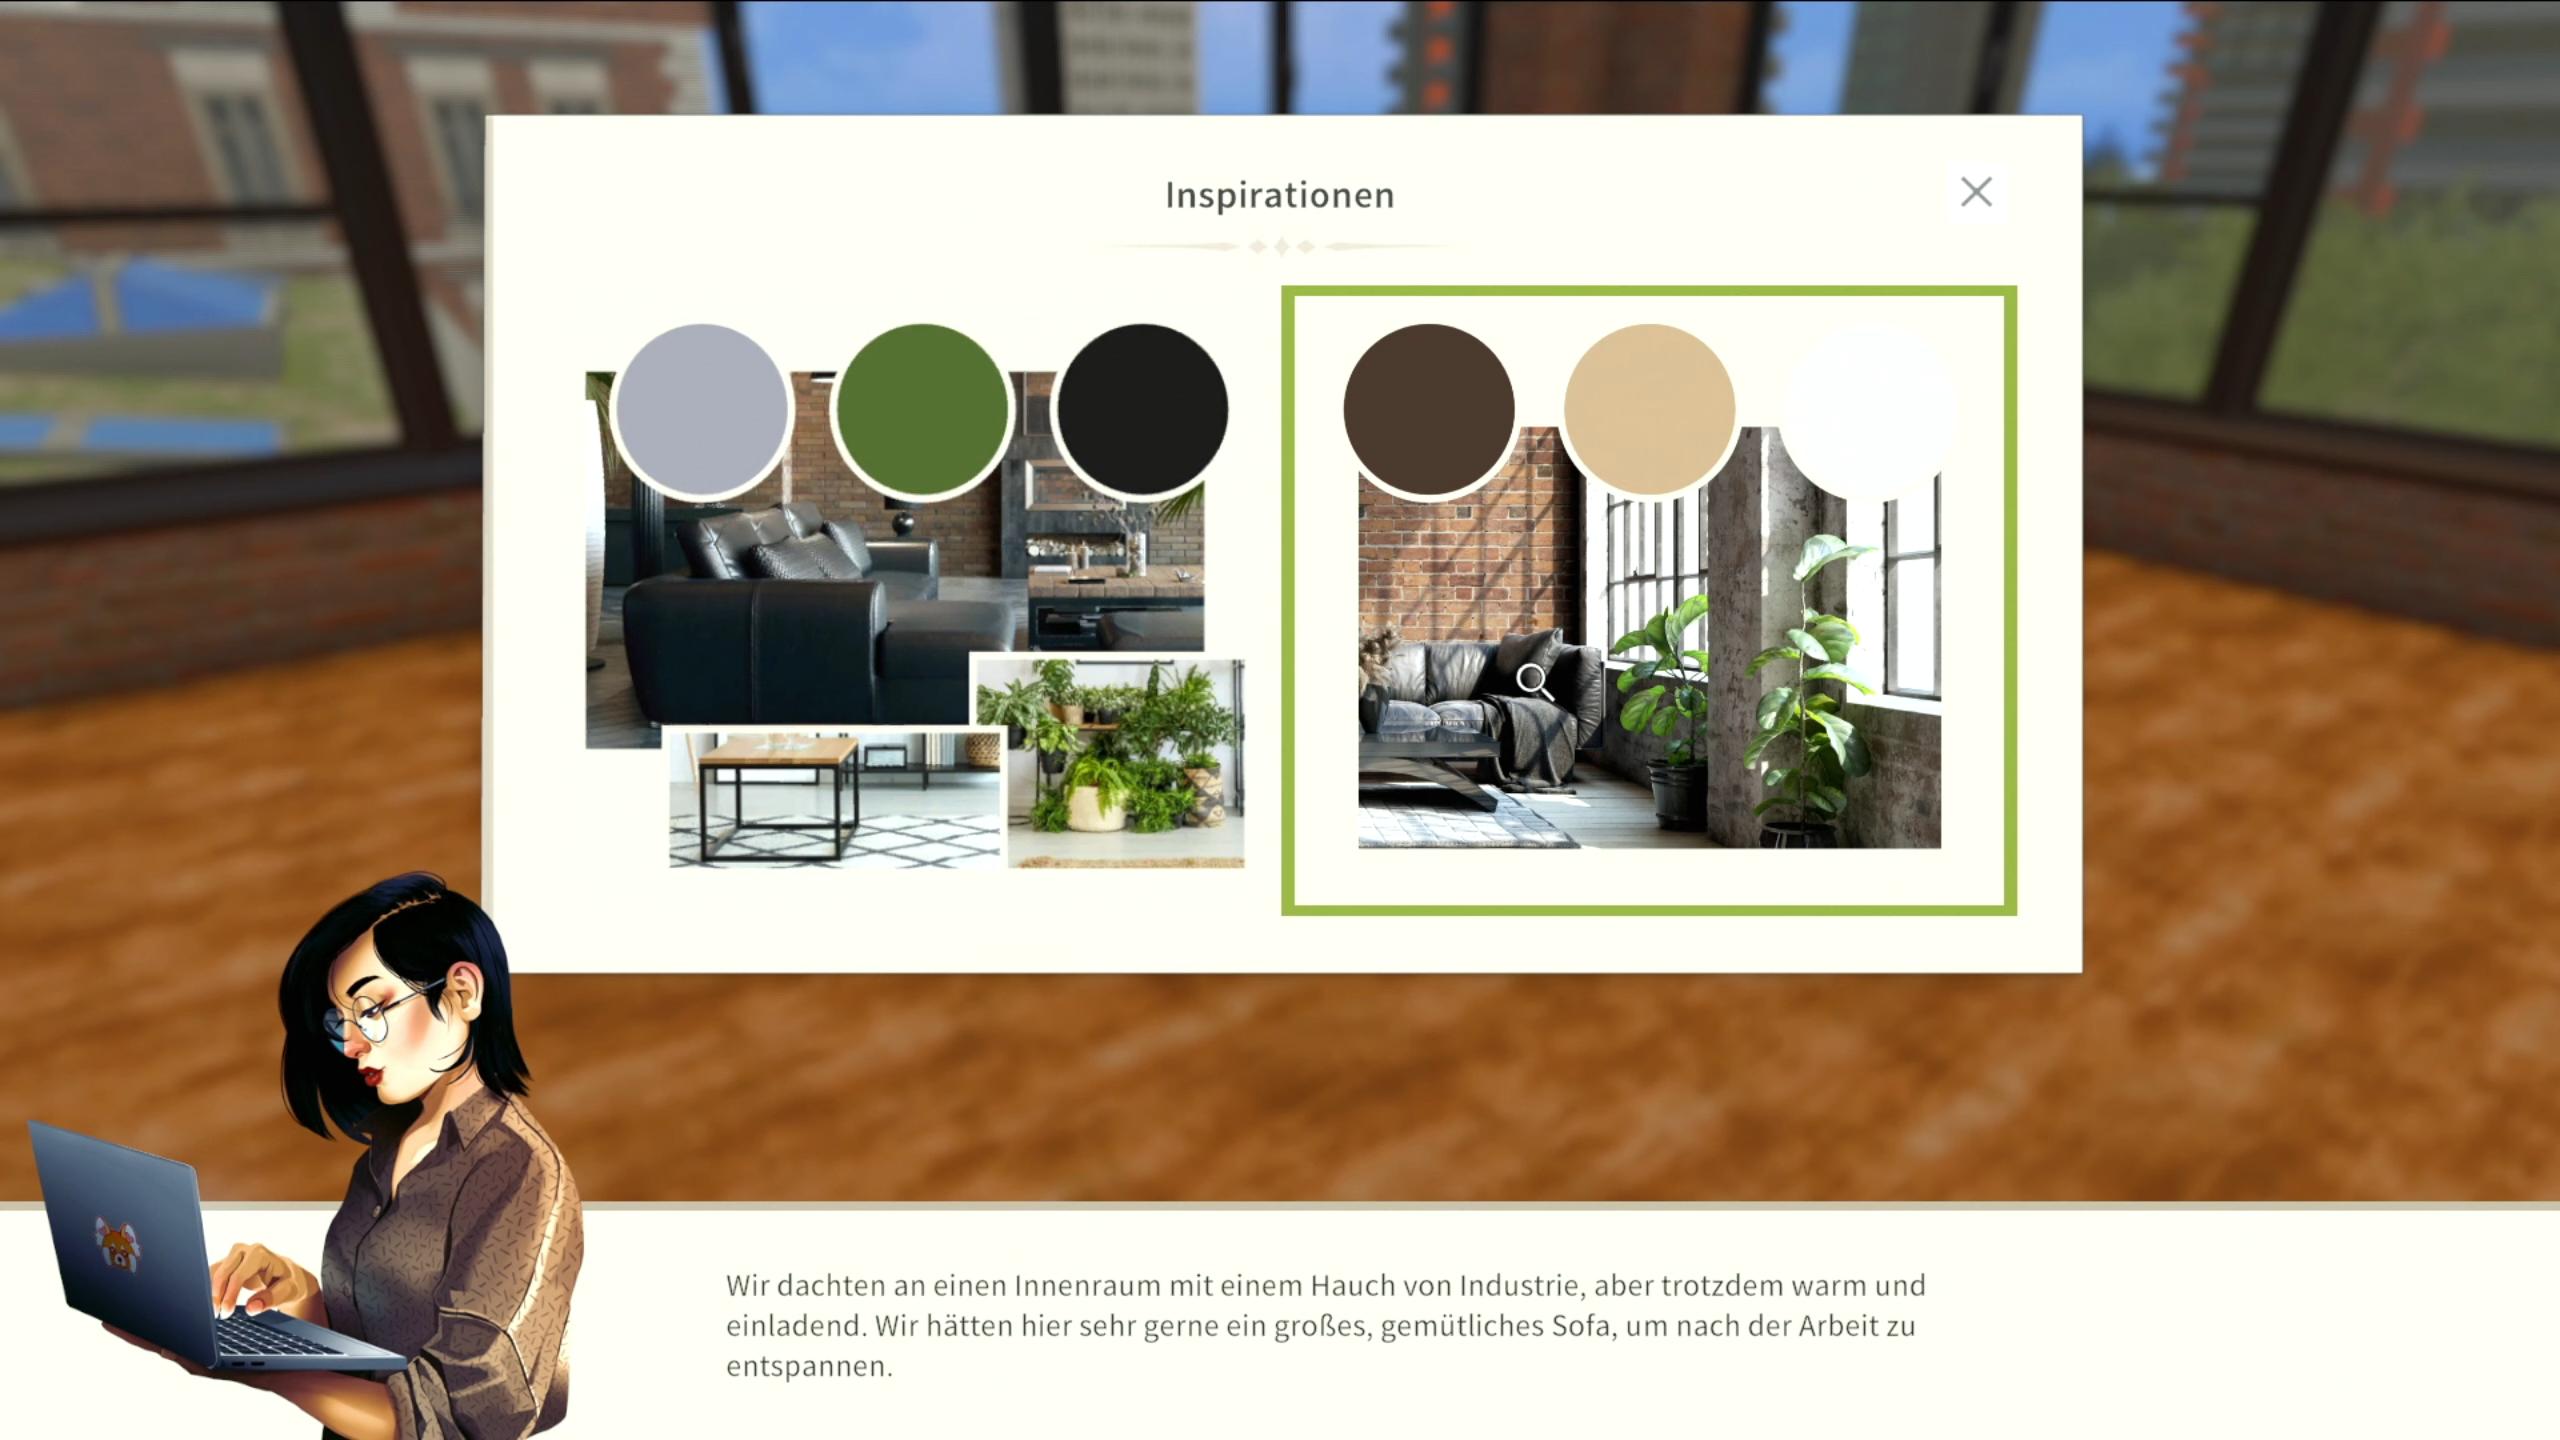 Inspirationen
Wir dachten an einen Innenraum mit einem Hauch von Industrie, aber trotzdem warm und
einladend. Wir hätten hier sehr gerne ein großes, gemütliches Sofa, um nach der Arbeit zu
entspannen.